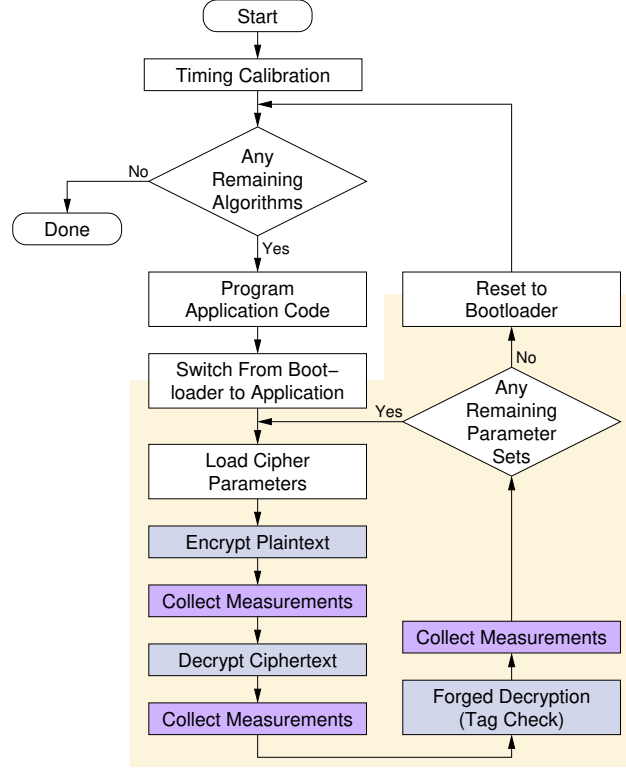 Start
Timing Calibration
Any
Remaining
Algorithms
No
Done
Yes
Program
Application Code
Switch From Boot-
loader to Application
Load Cipher
Parameters
Encrypt Plaintext
Collect Measurements
Decrypt Ciphertext
Collect Measurements
Forged Decryption
(Tag Check)
Collect Measurements
Any
Remaining
Parameter
Sets
Yes
No
Reset to
Bootloader